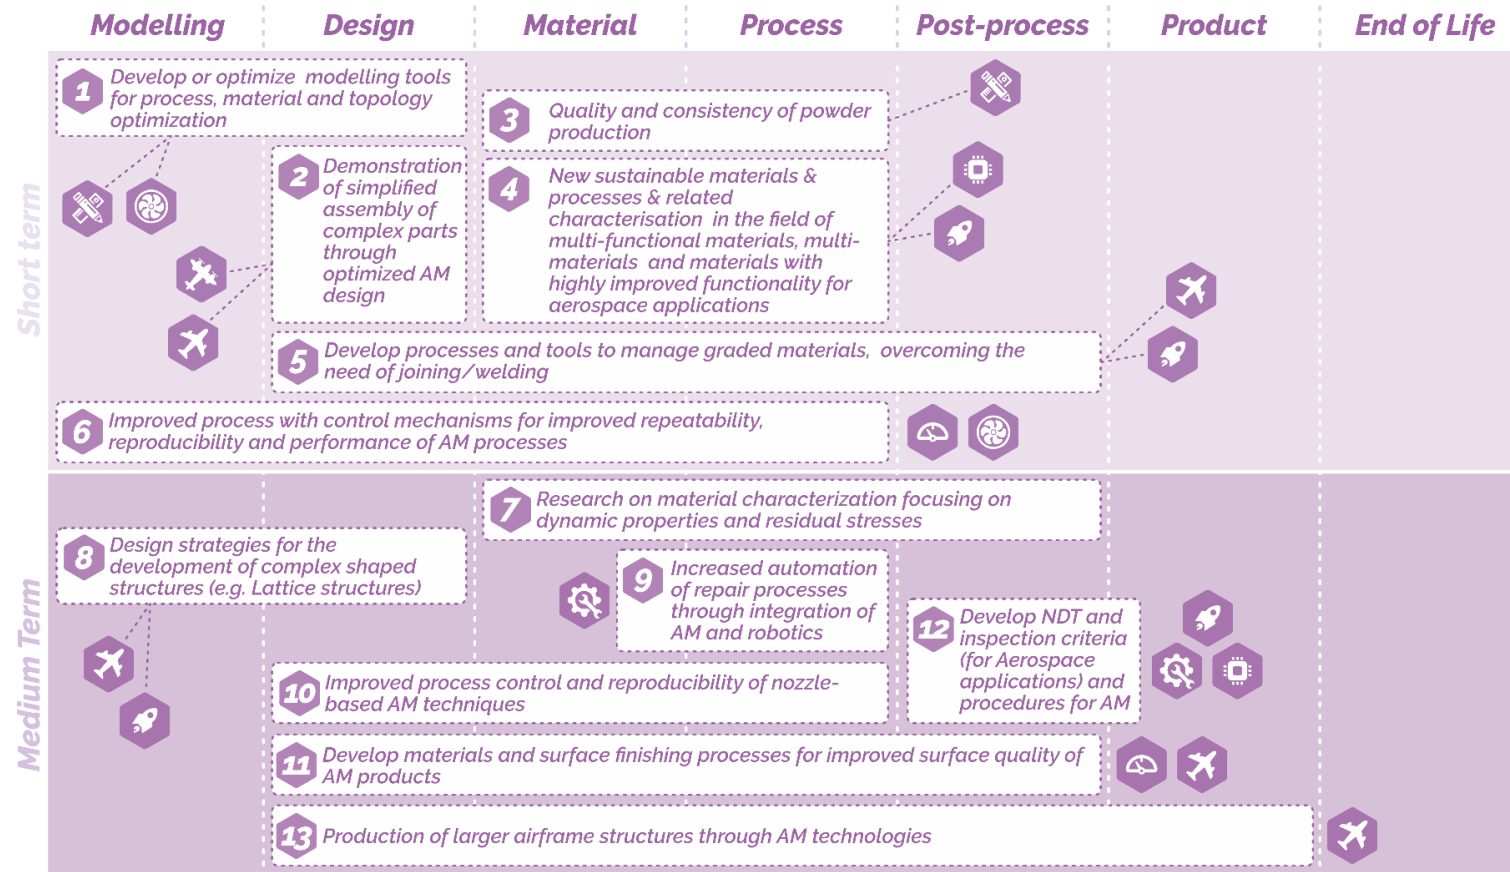 Modelling
Design
Material
Process
Post-process
Product
End of Life
Short term
1
Develop or optimize modelling tools
for process, material and topology
optimization
2
Demonstration
of simplified
assembly of
complex parts
through
optimized AM
design
3
Quality and consistency of powder
production
4
New sustainable materials &
processes & related
characterisation in the field of
multi-functional materials, multi-
materials and materials with
highly improved functionality for
aerospace applications
5
Develop processes and tools to manage graded materials, overcoming the
need of joining/welding
6
Improved process with control mechanisms for improved repeatability,
reproducibility and performance of AM processes
Medium Term
7
Research on material characterization focusing on
dynamic properties and residual stresses
8
Design strategies for the
development of complex shaped
structures (e.g. Lattice structures)
9
Increased automation
of repair processes
through integration of
AM and robotics
10
Improved process control and reproducibility of nozzle-
based AM techniques
11
Develop materials and surface finishing processes for improved surface quality of
AM products
12
Develop NDT and
inspection criteria
(for Aerospace
applications) and
procedures for AM
13
Production of larger airframe structures through AM technologies